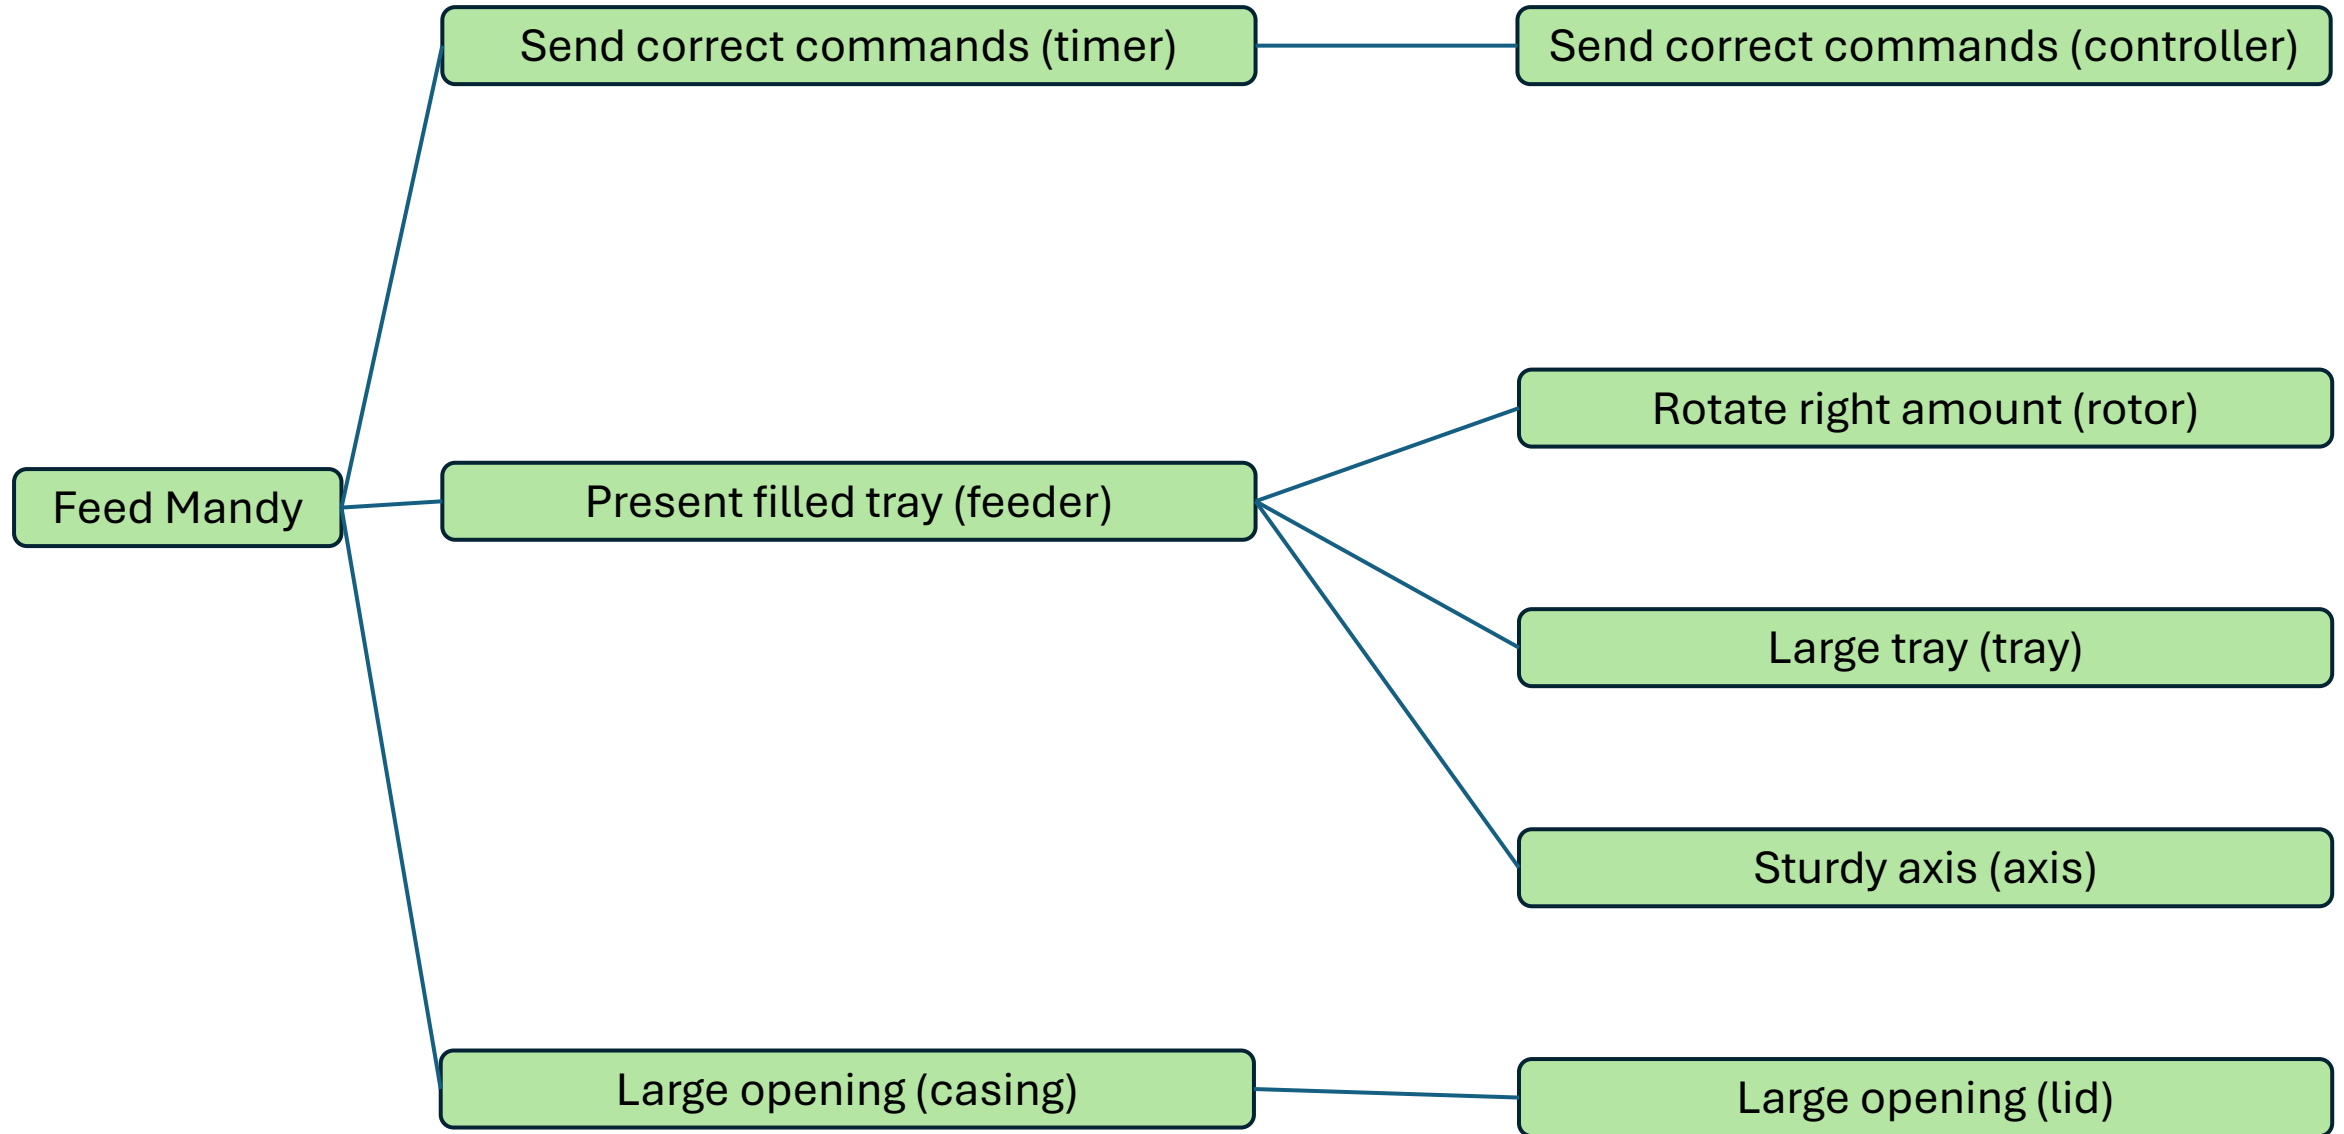 Send correct commands (timer)
Send correct commands (controller)
Rotate right amount (rotor)
Feed Mandy
Present filled tray (feeder)
Large tray (tray)
Sturdy axis (axis)
Large opening (casing)
Large opening (lid)